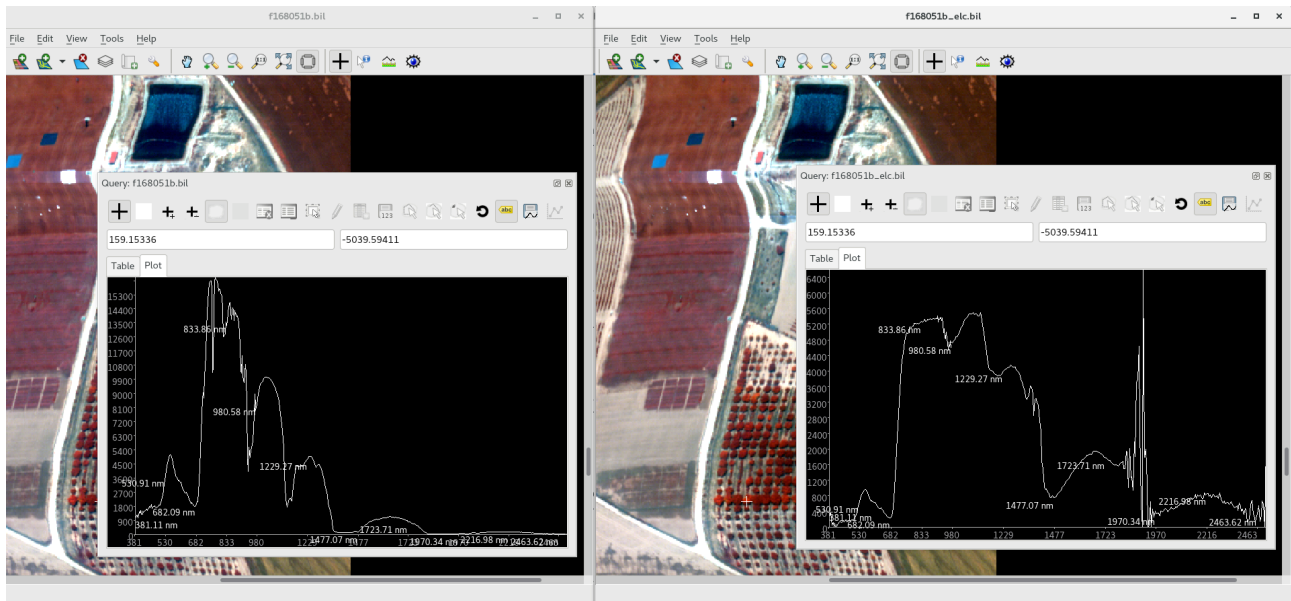 f168051b.bil
File Edit View Tools Help
Query: f168051b.bil
159.15336
-5039.59411
Table Plot
15300
14400
13500
12600
11700
10800
9900
9000
8100
7200
6300
5400
4500
2700
1800
900
0
833.86 nm
980.58 nm
1229.27 nm
530.91 nm
682.09 nm
381.11 nm
1723.71 nm
1477.07 nm
1970.34 nm
2216.98 nm
2463.62 nm
381 530 682 833 980 1229 1477
f168051b_elc.bil
File Edit View Tools Help
Query: f168051b_elc.bil
159.15336
-5039.59411
Table Plot
6400
6000
5600
5200
4800
4400
4000
3600
3200
2800
2400
2000
1600
1200
800
400
0
833.86 nm
980.58 nm
1229.27 nm
1723.71 nm
1477.07 nm
530.91 nm
381.11 nm
682.09 nm
2216.98 nm
1970.34 nm
2463.62 nm
381 530 682 833 980 1229 1477 1723 1970 2216 2463